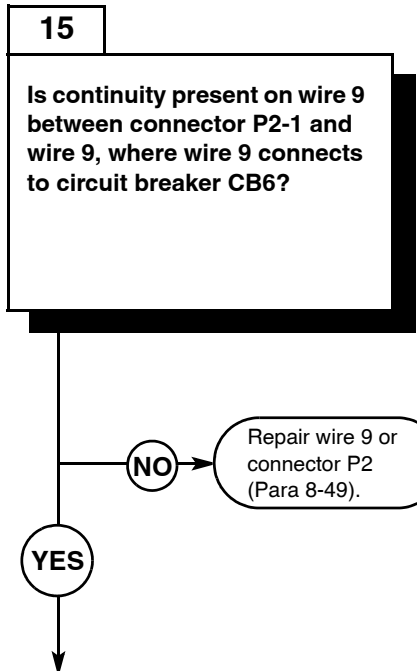 15
Is continuity present on wire 9
between connector P2-1 and
wire 9, where wire 9 connects
to circuit breaker CB6?
NO
Repair wire 9 or
connector P2
(Para 8-49).
YES